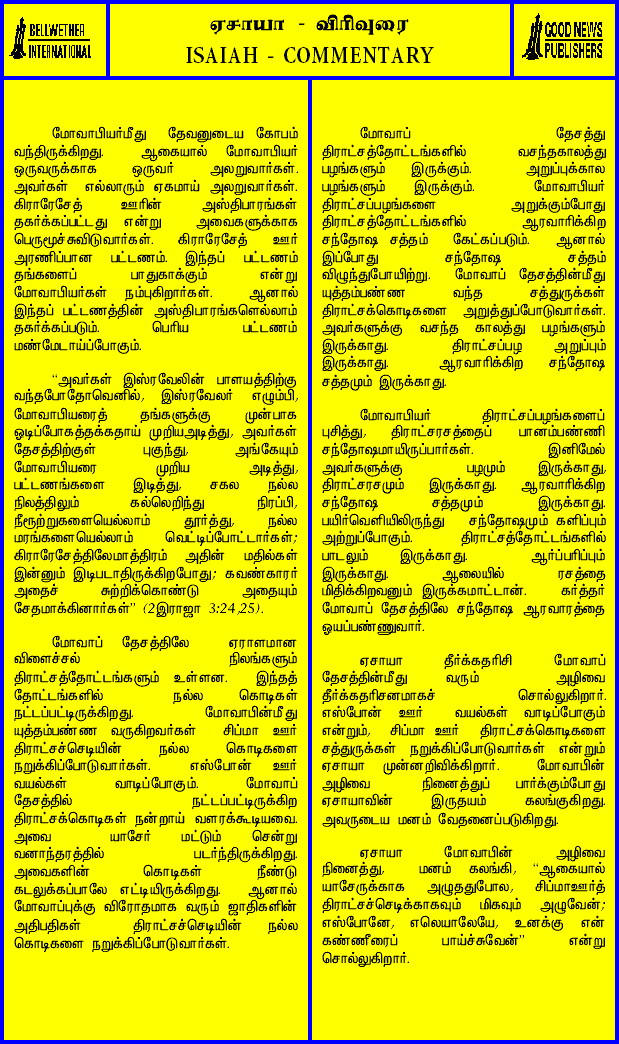 BELLWETHER
INTERNATIONAL
ஏசாயா - விரிவுரை
ISAIAH - COMMENTARY
GOOD NEWS
PUBLISHERS
மோவாபியர்மீது தேவனுடைய கோபம்
வந்திருக்கிறது. ஆகையால் மோவாபியர்
ஒருவருக்காக ஒருவர் அலறுவார்கள்.
அவர்கள் எல்லாரும் ஏகமாய் அலறுவார்கள்.
கிராரேசேத் ஊரின் அஸ்திபாரங்கள்
தகர்க்கப்பட்டது என்று அவைகளுக்காக
பெருமூச்சுவிடுவார்கள். கிராரேசேத் ஊர்
அரணிப்பான பட்டணம். இந்தப் பட்டணம்
தங்களைப் பாதுகாக்கும் என்று
மோவாபியர்கள் நம்புகிறார்கள். ஆனால்
இந்தப் பட்டணத்தின் அஸ்திபாரங்களெல்லாம்
தகர்க்கப்படும். பெரிய பட்டணம்
மண்மேடாய்ப்போகும்.
“அவர்கள் இஸ்ரவேலின் பாளயத்திற்கு
வந்தபோதோவெனில், இஸ்ரவேலர் எழும்பி,
மோவாபியரைத் தங்களுக்கு முன்பாக
ஓடிப்போகத்தக்கதாய் முறியஅடித்து, அவர்கள்
தேசத்திற்குள் புகுந்து, அங்கேயும்
மோவாபியரை முறிய அடித்து,
பட்டணங்களை இடித்து, சகல நல்ல
நிலத்திலும் கல்லெறிந்து நிரப்பி,
நீரூற்றுகளையெல்லாம் தூர்த்து, நல்ல
மரங்களையெல்லாம் வெட்டிப்போட்டார்கள்;
கிராரேசேத்திலேமாத்திரம் அதின் மதில்கள்
இன்னும் இடிபடாதிருக்கிறபோது; கவண்காரர்
அதைச் சுற்றிக்கொண்டு அதையும்
சேதமாக்கினார்கள்” (2இராஜா 3:24,25).
மோவாப் தேசத்திலே ஏராளமான
விளைச்சல் நிலங்களும்
திராட்சத்தோட்டங்களும் உள்ளன. இந்தத்
தோட்டங்களில் நல்ல கொடிகள்
நட்டப்பட்டிருக்கிறது. மோவாபின்மீது
யுத்தம்பண்ண வருகிறவர்கள் சிப்மா ஊர்
திராட்சச்செடியின் நல்ல கொடிகளை
நறுக்கிப்போடுவார்கள். எஸ்போன் ஊர்
வயல்கள் வாடிப்போகும். மோவாப்
தேசத்தில் நட்டப்பட்டிருக்கிற
திராட்சக்கொடிகள் நன்றாய் வளரக்கூடியவை.
அவை யாசேர் மட்டும் சென்று
வனாந்தரத்தில் படர்ந்திருக்கிறது.
அவைகளின் கொடிகள் நீண்டு
கடலுக்கப்பாலே எட்டியிருக்கிறது. ஆனால்
மோவாப்புக்கு விரோதமாக வரும் ஜாதிகளின்
அதிபதிகள் திராட்சச்செடியின் நல்ல
கொடிகளை நறுக்கிப்போடுவார்கள்.
மோவாப் தேசத்து
திராட்சத்தோட்டங்களில் வசந்தகாலத்து
பழங்களும் இருக்கும். அறுப்புக்கால
பழங்களும் இருக்கும். மோவாபியர்
திராட்சப்பழங்களை அறுக்கும்போது
திராட்சத்தோட்டங்களில் ஆரவாரிக்கிற
சந்தோஷ சத்தம் கேட்கப்படும். ஆனால்
இப்போது சந்தோஷ சத்தம்
விழுந்துபோயிற்று. மோவாப் தேசத்தின்மீது
யுத்தம்பண்ண வந்த சத்துருக்கள்
திராட்சக்கொடிகளை அறுத்துப்போடுவார்கள்.
அவர்களுக்கு வசந்த காலத்து பழங்களும்
இருக்காது. திராட்சப்பழ அறுப்பும்
இருக்காது. ஆரவாரிக்கிற சந்தோஷ
சத்தமும் இருக்காது.
மோவாபியர் திராட்சப்பழங்களைப்
புசித்து, திராட்சரசத்தைப் பானம்பண்ணி
சந்தோஷமாயிருப்பார்கள். இனிமேல்
அவர்களுக்கு பழமும் இருக்காது,
திராட்சரசமும் இருக்காது. ஆரவாரிக்கிற
சந்தோஷ சத்தமும் இருக்காது.
பயிர்வெளியிலிருந்து சந்தோஷமும் களிப்பும்
அற்றுப்போகும். திராட்சத்தோட்டங்களில்
பாடலும் இருக்காது. ஆர்ப்பரிப்பும்
இருக்காது. ஆலையில் ரசத்தை
மிதிக்கிறவனும் இருக்கமாட்டான். கர்த்தர்
மோவாப் தேசத்திலே சந்தோஷ ஆரவாரத்தை
ஓயப்பண்ணுவார்.
ஏசாயா தீர்க்கதரிசி மோவாப்
தேசத்தின்மீது வரும் அழிவை
தீர்க்கதரிசனமாகச் சொல்லுகிறார்.
எஸ்போன் ஊர் வயல்கள் வாடிப்போகும்
என்றும், சிப்மா ஊர் திராட்சக்கொடிகளை
சத்துருக்கள் நறுக்கிப்போடுவார்கள் என்றும்
ஏசாயா முன்னறிவிக்கிறார். மோவாபின்
அழிவை நினைத்துப் பார்க்கும்போது
ஏசாயாவின் இருதயம் கலங்குகிறது.
அவருடைய மனம் வேதனைப்படுகிறது.
ஏசாயா மோவாபின் அழிவை
நினைத்து, மனம் கலங்கி, “ஆகையால்
யாசேருக்காக அழுததுபோல, சிப்மாஊர்த்
திராட்சச்செடிக்காகவும் மிகவும் அழுவேன்;
எஸ்போனே, எலெயாலேயே, உனக்கு என்
கண்ணீரைப் பாய்ச்சுவேன்” என்று
சொல்லுகிறார்.